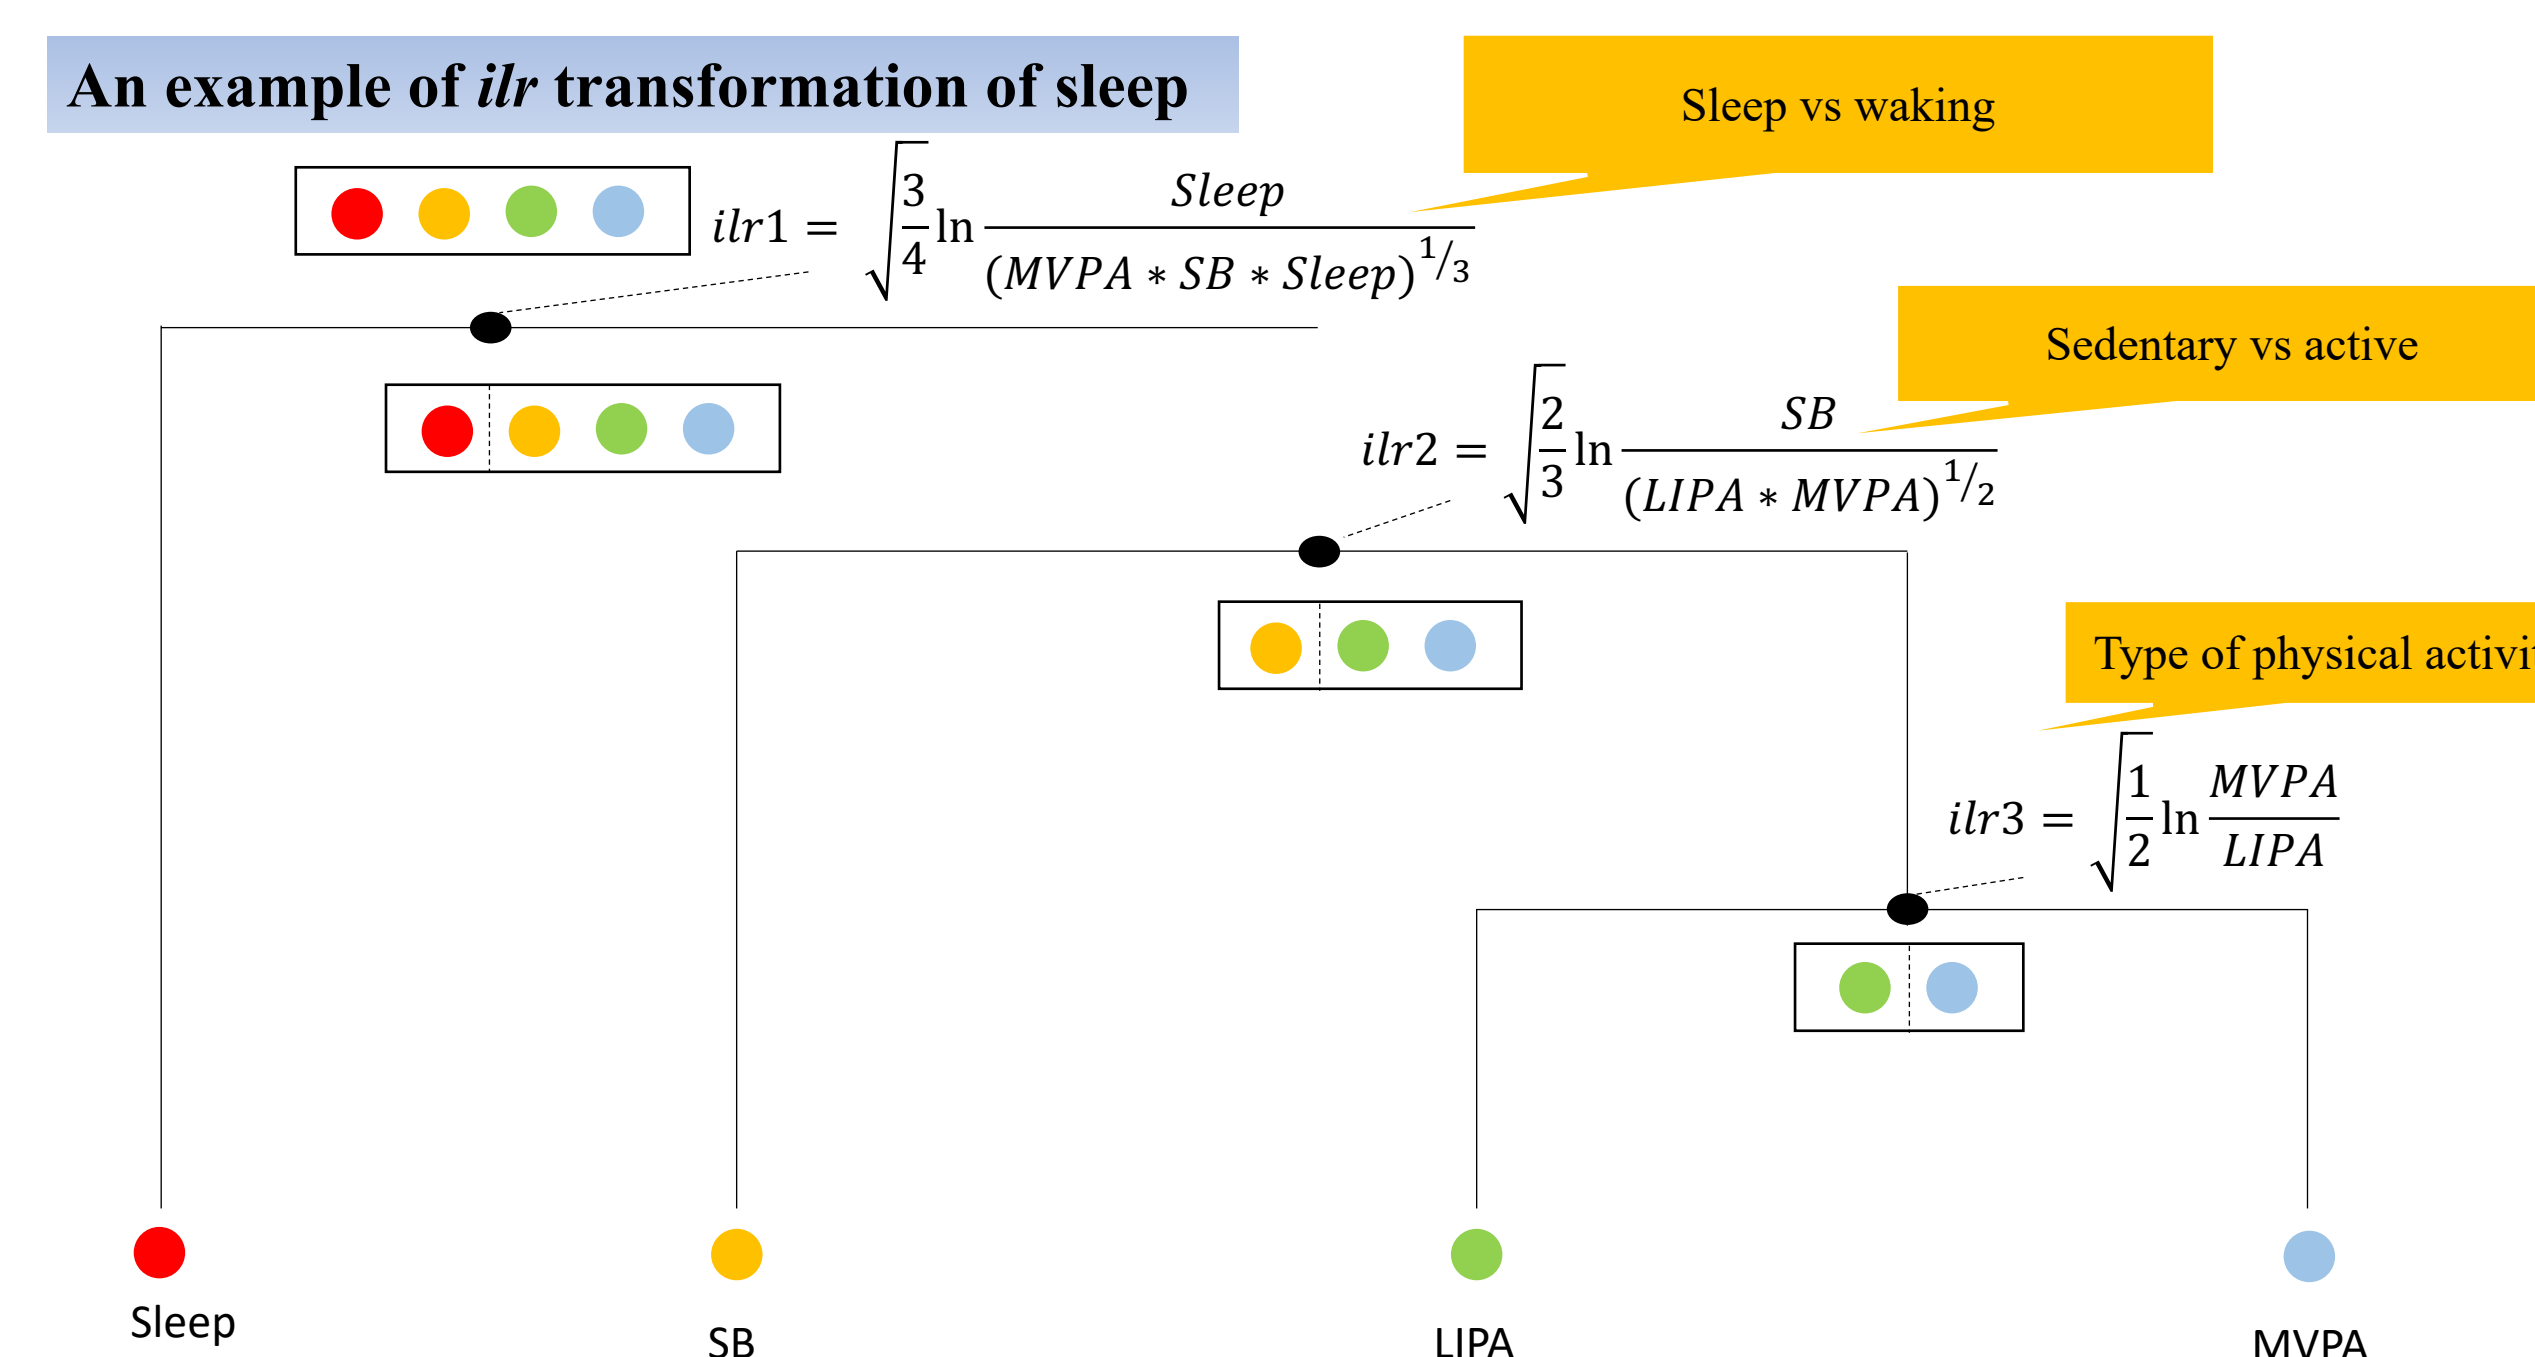 An example of ilr transformation of sleep
Sleep vs waking
ilr1 = √(3/4) ln Sleep/(MVPA ∗ SB ∗ Sleep)^(1/3)
Sedentary vs active
ilr2 = √(2/3) ln SB/(LIPA ∗ MVPA)^(1/2)
Type of physical activit
ilr3 = √(1/2) ln MVPA/LIPA
Sleep
SB
LIPA
MVPA